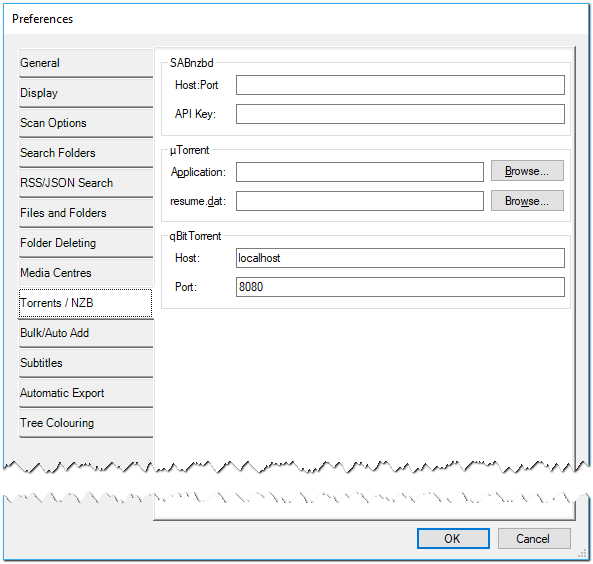 Preferences
General
Display
Scan Options
Search Folders
RSS/JSON Search
Files and Folders
Folder Deleting
Media Centres
Torrents / NZB
Bulk/Auto Add
Subtitles
Automatic Export
Tree Colouring
SABnzbd
Host:Port
API Key:
µTorrent
Application:
Browse...
resume.dat:
Browse...
qBitTorrent
Host: localhost
Port: 8080
OK Cancel